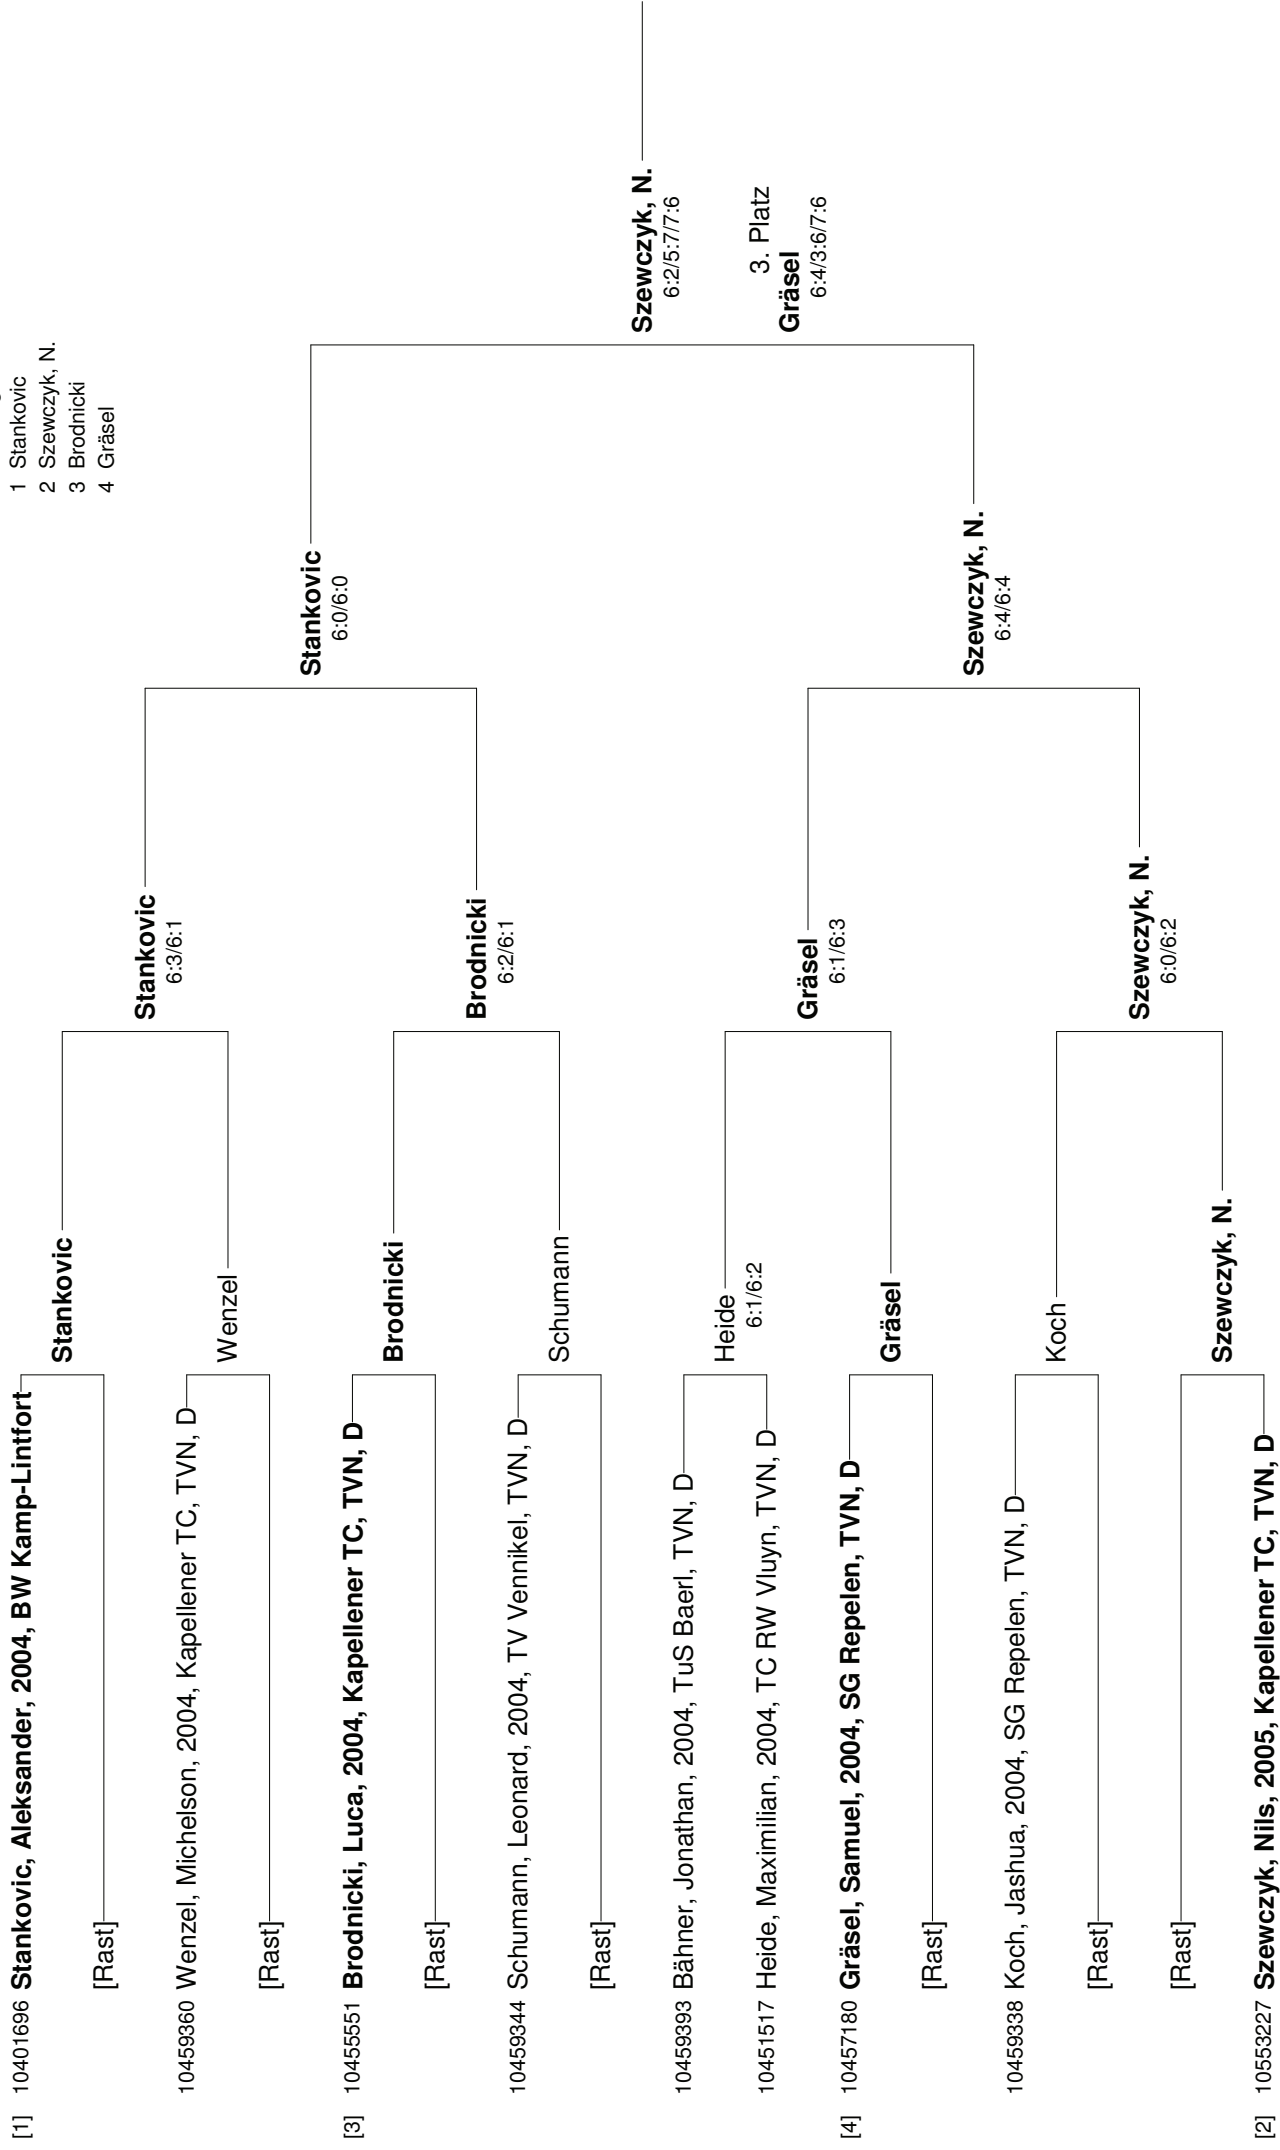 1 Stankovic
2 Szewczyk, N.
3 Brodnicki
4 Gräsel
[1] 10401696 Stankovic, Aleksander, 2004, BW Kamp-Lintfort
Stankovic
[Rast]
Stankovic
6:3/6:1
10459360 Wenzel, Michelson, 2004, Kapellener TC, TVN, D
Wenzel
[Rast]
Stankovic
6:0/6:0
[3] 10455551 Brodnicki, Luca, 2004, Kapellener TC, TVN, D
Brodnicki
[Rast]
Brodnicki
6:2/6:1
10459344 Schumann, Leonard, 2004, TV Vennikel, TVN, D
Schumann
[Rast]
Szewczyk, N.
6:2/5:7/7:6
10459393 Bähner, Jonathan, 2004, TuS Baerl, TVN, D
Heide
6:1/6:2
10451517 Heide, Maximilian, 2004, TC RW Vluyn, TVN, D
3. Platz
Gräsel
6:4/3:6/7:6
Gräsel
6:1/6:3
[4] 10457180 Gräsel, Samuel, 2004, SG Repelen, TVN, D
Gräsel
[Rast]
Szewczyk, N.
6:4/6:4
10459338 Koch, Jashua, 2004, SG Repelen, TVN, D
Koch
[Rast]
Szewczyk, N.
6:0/6:2
[Rast]
Szewczyk, N.
[2] 10553227 Szewczyk, Nils, 2005, Kapellener TC, TVN, D